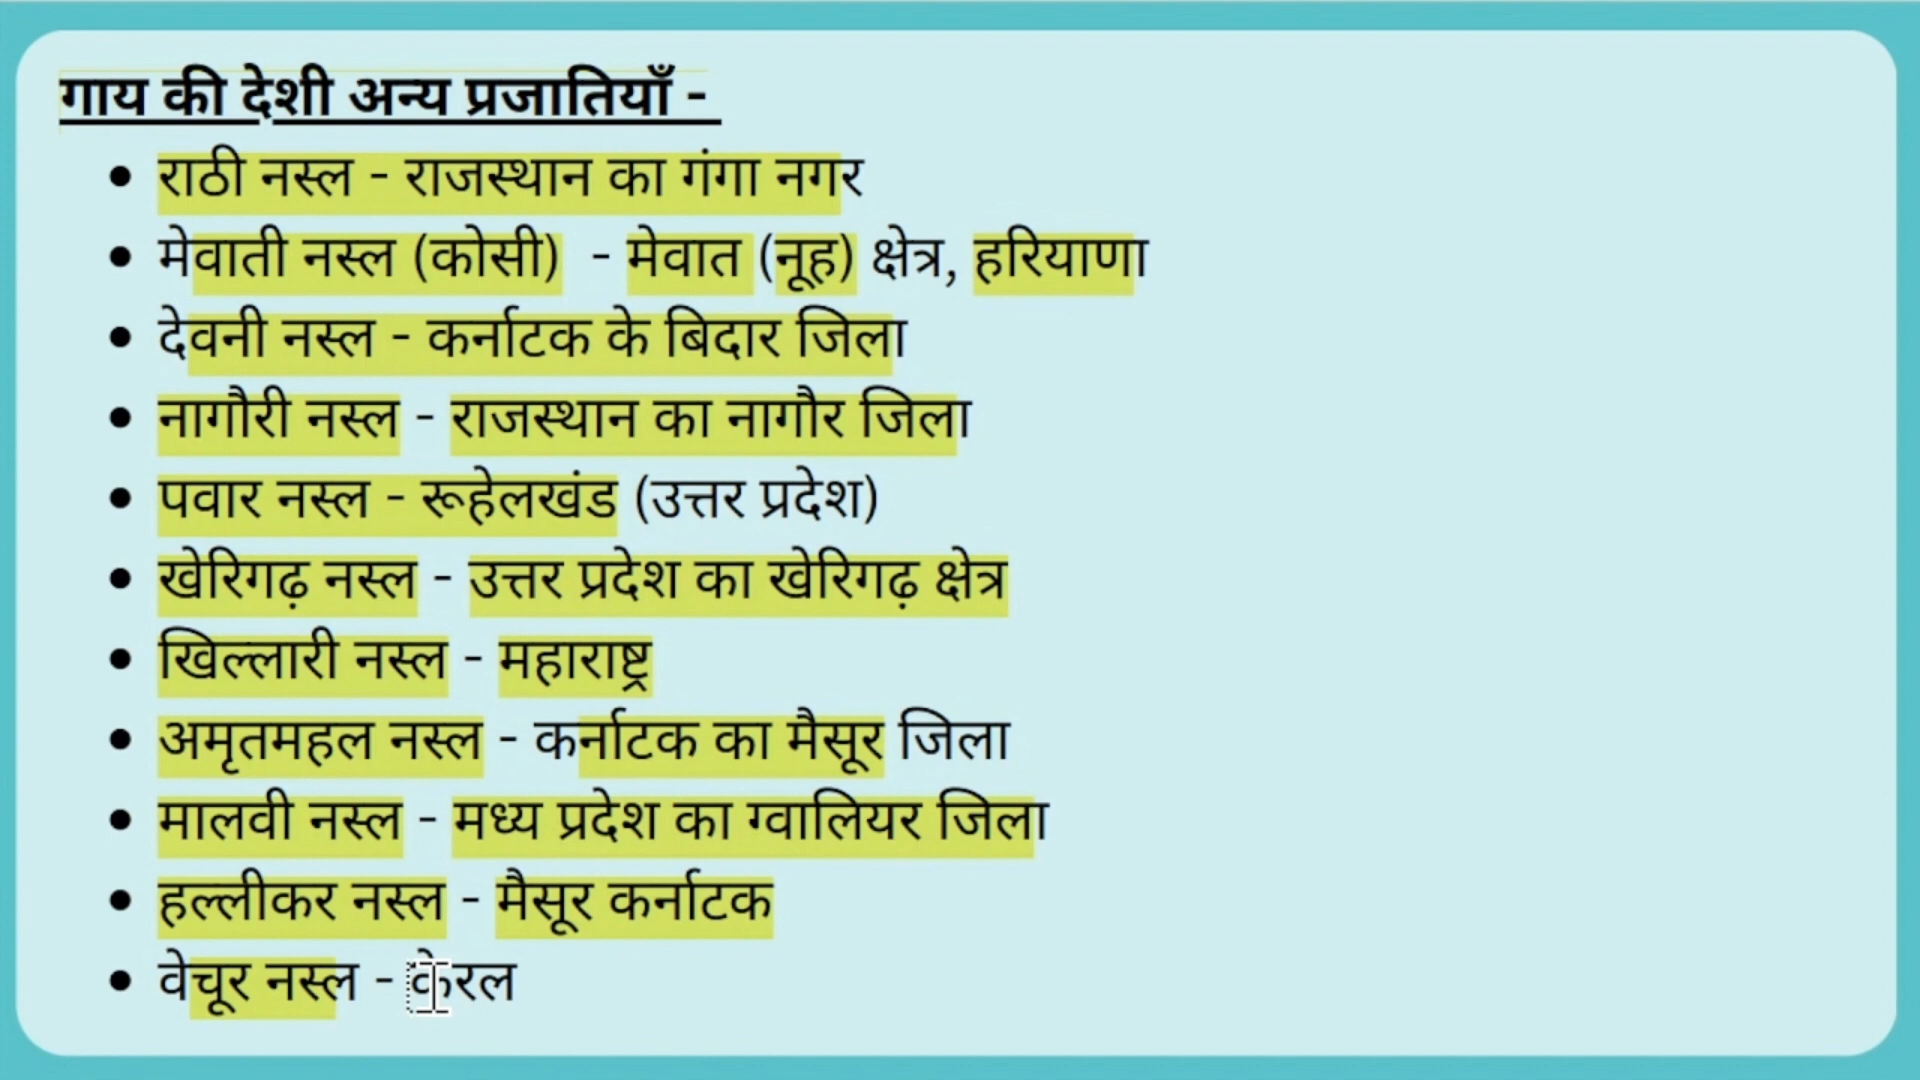 गाय की देशी अन्य प्रजातियाँ -
• राठी नस्ल - राजस्थान का गंगा नगर
• मेवाती नस्ल (कोसी) - मेवात (नूह) क्षेत्र, हरियाणा
• देवनी नस्ल - कर्नाटक के बिदार जिला
• नागौरी नस्ल - राजस्थान का नागौर जिला
• पवार नस्ल - रूहेलखंड (उत्तर प्रदेश)
• खेरिगढ़ नस्ल - उत्तर प्रदेश का खेरिगढ़ क्षेत्र
• खिल्लारी नस्ल - महाराष्ट्र
• अमृतमहल नस्ल - कर्नाटक का मैसूर जिला
• मालवी नस्ल - मध्य प्रदेश का ग्वालियर जिला
• हल्लीकर नस्ल - मैसूर कर्नाटक
• वेचूर नस्ल - केरल